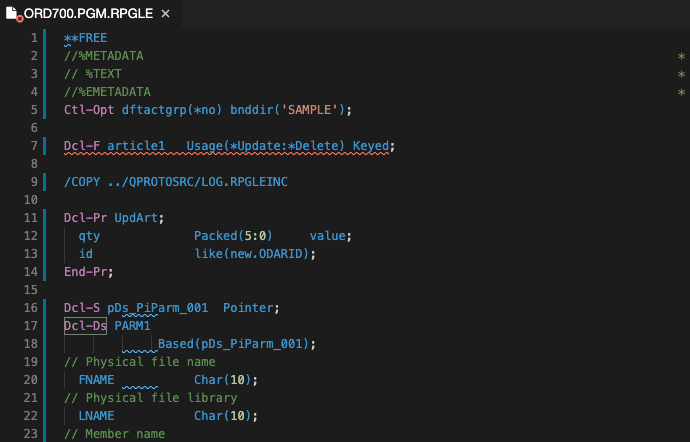 ORD700.PGM.RPGLE ×
1 **FREE
2 //%METADATA *
3 // %TEXT *
4 //%EMETADATA *
5 Ctl-Opt dftactgrp(*no) bnddir('SAMPLE');
6
7 Dcl-F article1 Usage(*Update:*Delete) Keyed;
8
9 /COPY ../QPROTOSRC/LOG.RPGLEINC
10
11 Dcl-Pr UpdArt;
12 qty Packed(5:0) value;
13 id like(new.ODARID);
14 End-Pr;
15
16 Dcl-S pDs_PiParm_001 Pointer;
17 Dcl-Ds PARM1
18 Based(pDs_PiParm_001);
19 // Physical file name
20 FNAME Char(10);
21 // Physical file library
22 LNAME Char(10);
23 // Member name